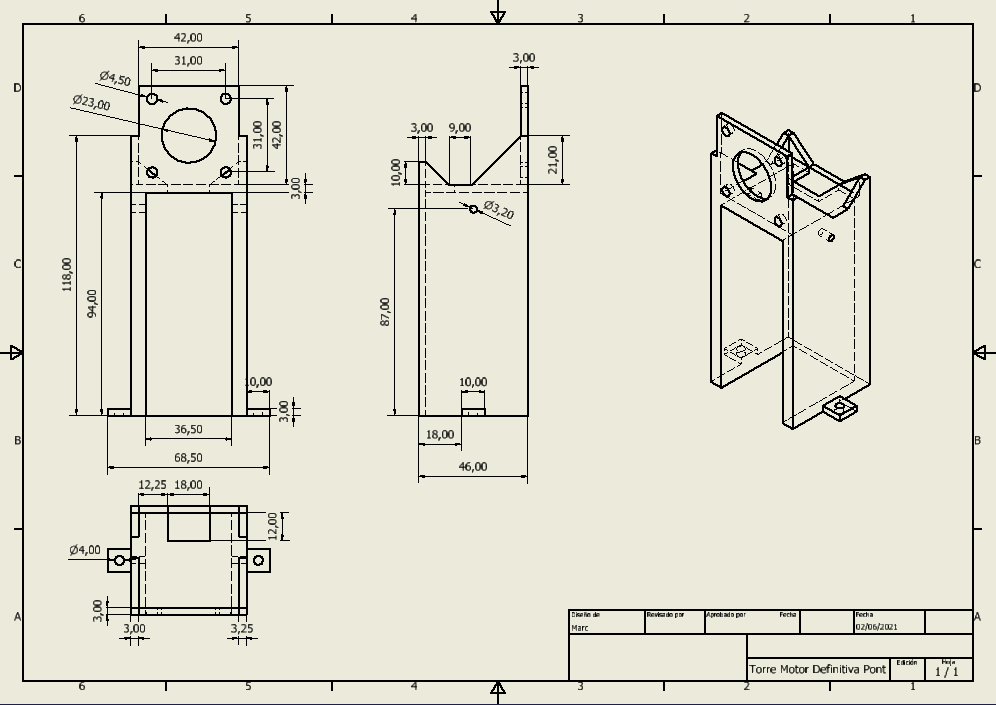 6 5 4 3 2 1
D D
C C
B B
A A
42,00
31,00
Ø4,50
Ø23,00
31,00
42,00
3,00
118,00
94,00
10,00
3,00
36,50
68,50
3,00
3,00
9,00
10,00
21,00
Ø3,20
87,00
10,00
18,00
46,00
12,25
18,00
12,00
Ø4,00
3,00
3,00
3,25
Diseño de Revisado por Aprobado por Fecha Fecha
Marc 02/06/2021
Edición Hoja
Torre Motor Definitiva Pont 1 / 1
6 5 4 3 2 1